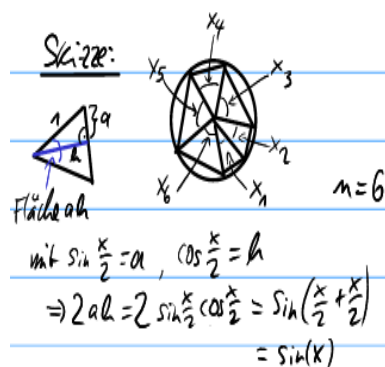 Skizze:
x₄
x₅
x₃
1
a
h
x₂
x₆
x₁
n=6
Fläche ah
mit sin x/2 = a, cos x/2 = h
⇒ 2ah = 2 sin x/2 cos x/2 = sin(x/2 + x/2)
= sin(x)